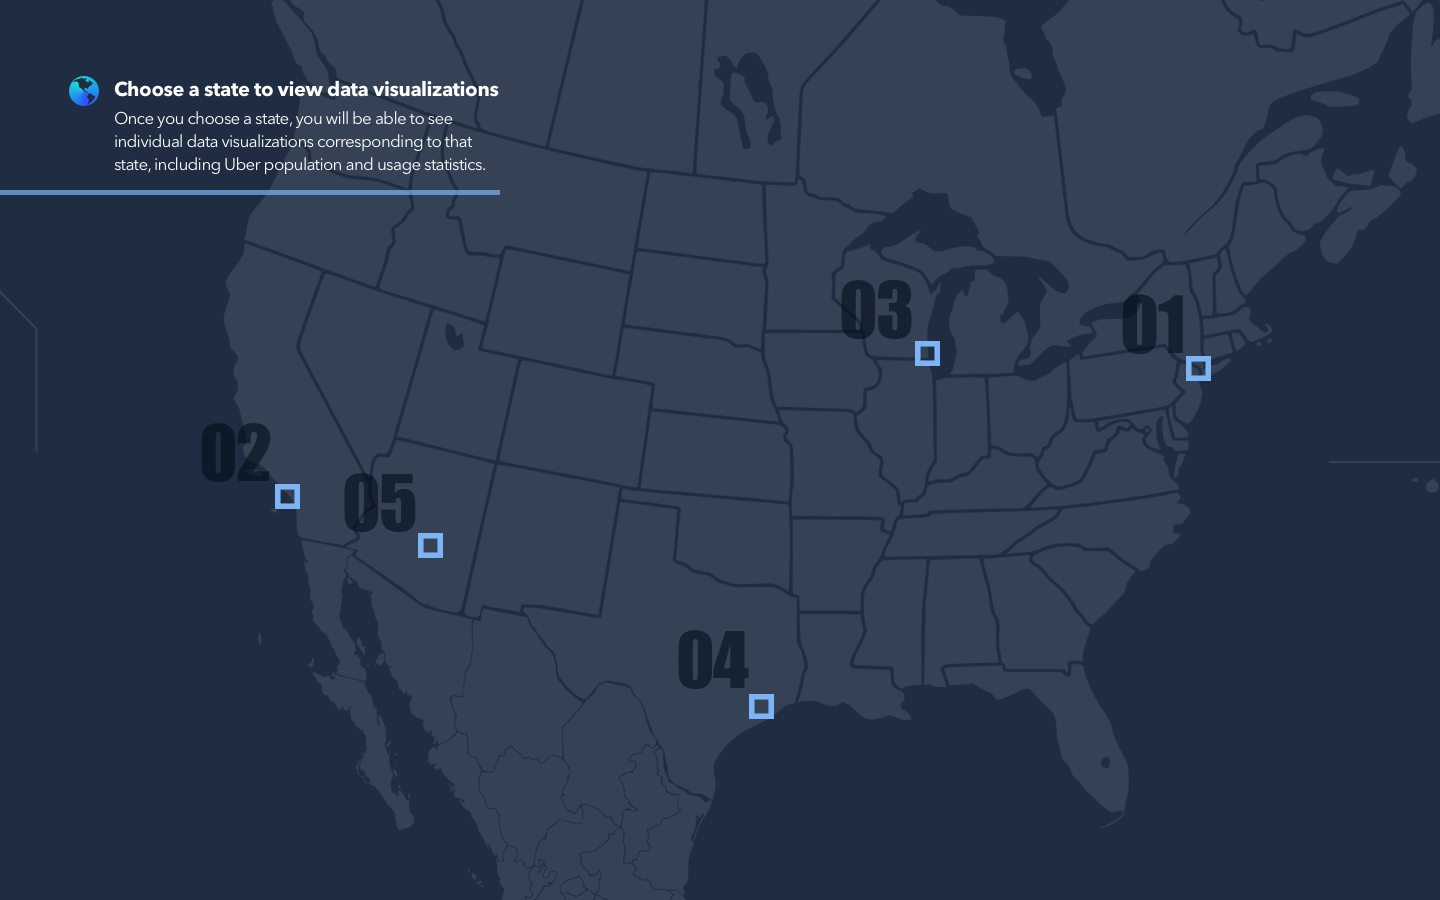 Choose a state to view data visualizations
Once you choose a state, you will be able to see
individual data visualizations corresponding to that
state, including Uber population and usage statistics.
03
01
02
05
04